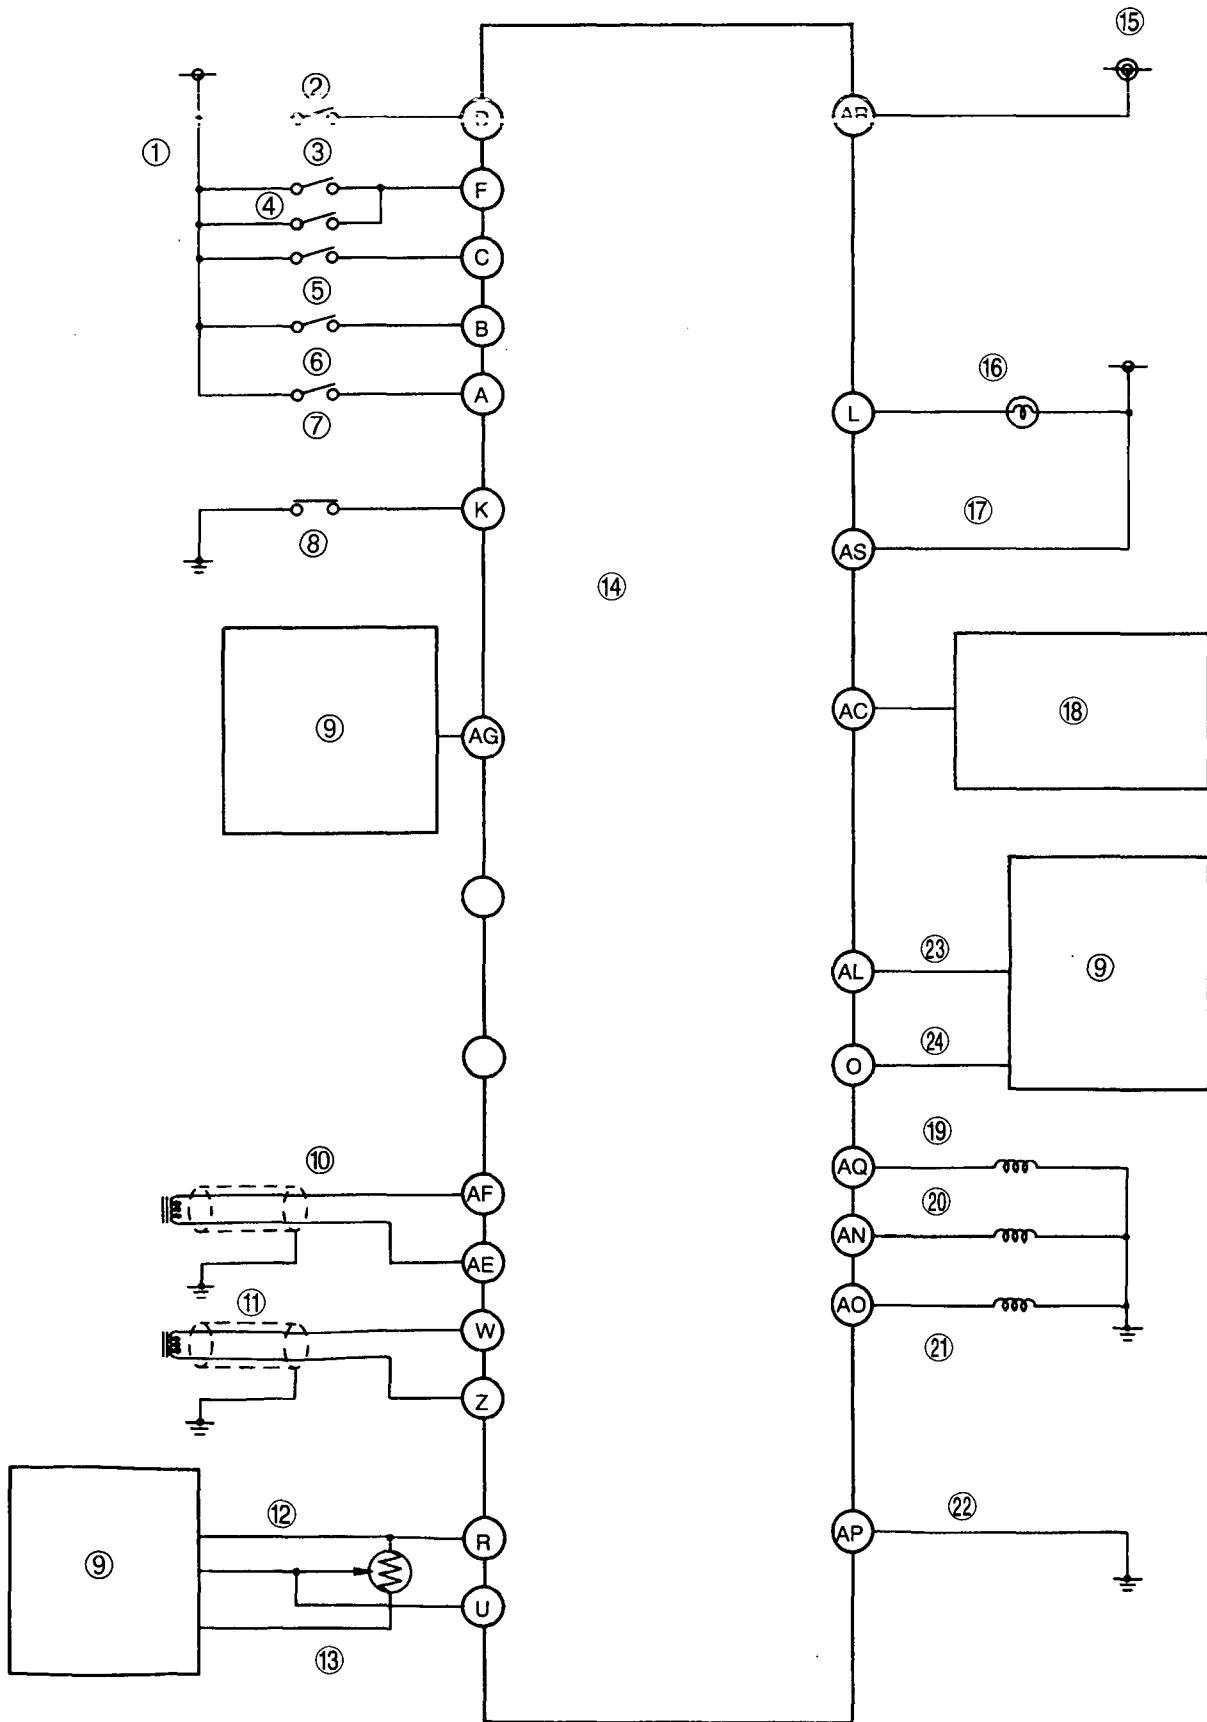 ⑮
②
D
AR
①
③
F
④
C
⑤
B
⑥
⑯
A
L
⑦
K
⑰
⑧
AS
⑭
⑨
AG
AC
⑱
㉓
AL
⑨
㉔
O
⑲
⑩
AF
AQ
⑳
AE
AN
⑪
W
AO
㉑
Z
⑫
㉒
R
AP
⑨
U
⑬